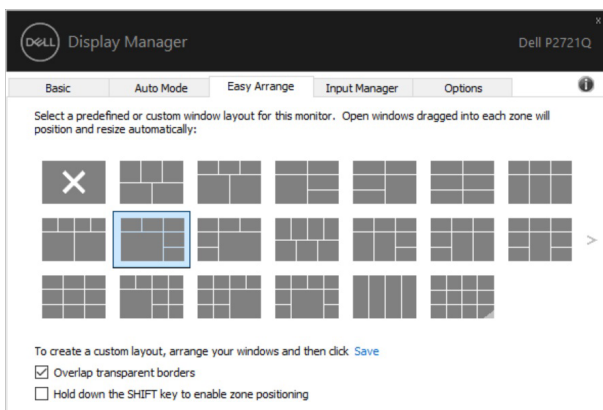 DELL Display Manager
x
Dell P2721Q
Basic Auto Mode Easy Arrange Input Manager Options i
Select a predefined or custom window layout for this monitor. Open windows dragged into each zone will
position and resize automatically:
>
To create a custom layout, arrange your windows and then click Save
Overlap transparent borders
Hold down the SHIFT key to enable zone positioning